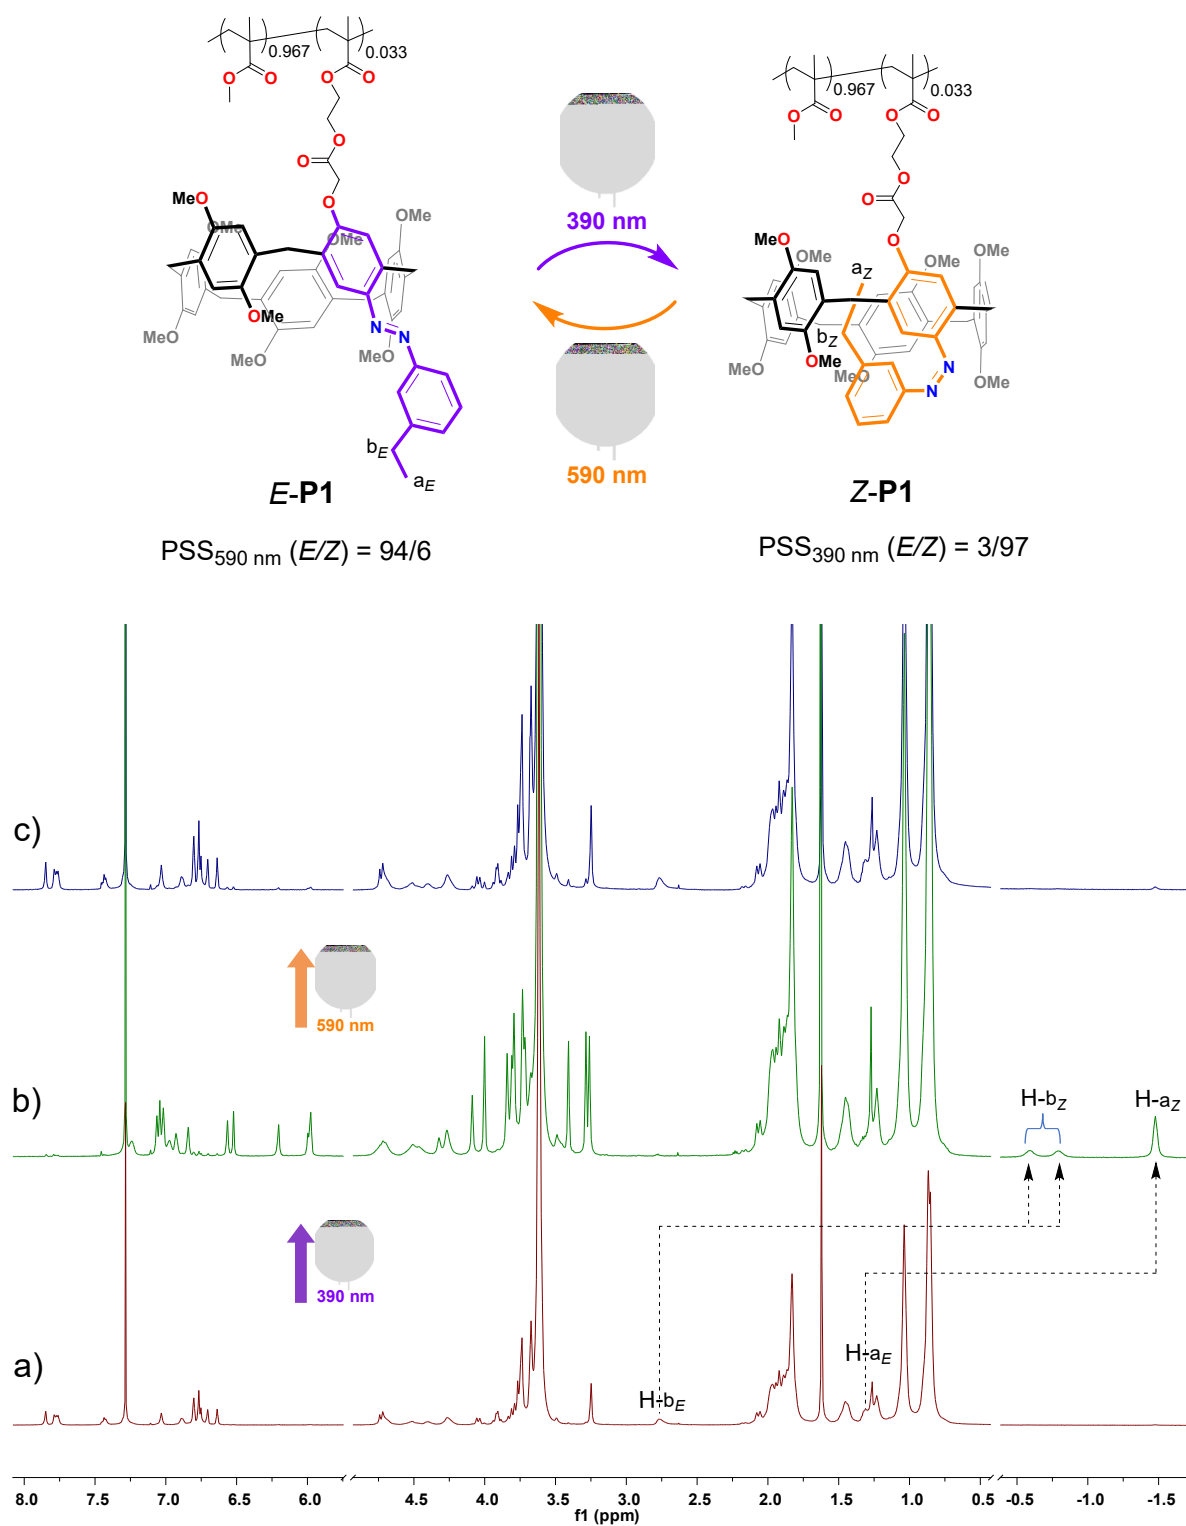 0.967
0.033
O
O
O
O
O
O
O
O
MeO
OMe
OMe
OMe
OMe
MeO
MeO
MeO
N
N
b_E
a_E
E-P1
PSS590 nm (E/Z) = 94/6
390 nm
590 nm
0.967
0.033
O
O
O
O
O
O
O
MeO
OMe
OMe
OMe
a_Z
b_Z
OMe
MeO
MeO
OMe
N
N
Z-P1
PSS390 nm (E/Z) = 3/97
c)
590 nm
b)
H-b_Z
H-a_Z
390 nm
a)
H-b_E
H-a_E
8.0 7.5 7.0 6.5 6.0 4.5 4.0 3.5 3.0 2.5 2.0 1.5 1.0 0.5 -0.5 -1.0 -1.5
f1 (ppm)